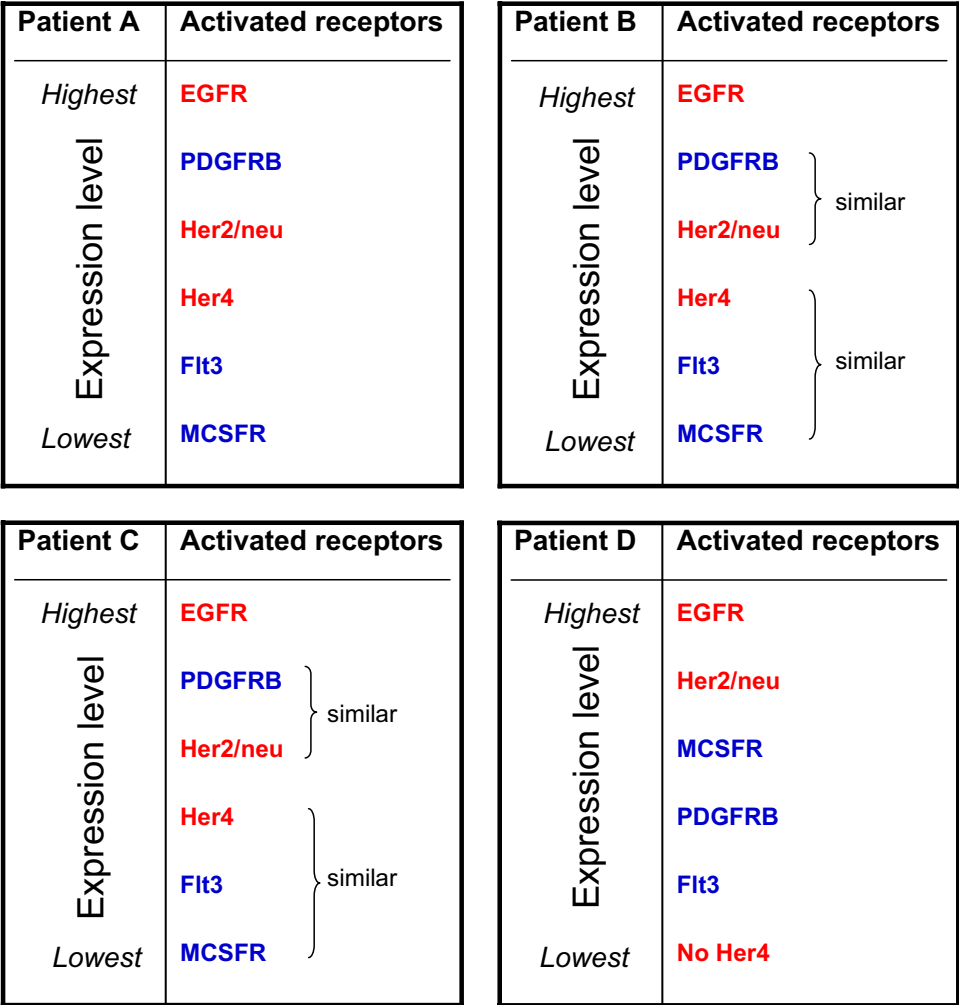 Patient A Activated receptors
Highest EGFR
PDGFRB
Her2/neu
Her4
Flt3
Lowest MCSFR
Expression level
Patient B Activated receptors
Highest EGFR
PDGFRB
similar
Her2/neu
Her4
Flt3 similar
Lowest MCSFR
Expression level
Patient C Activated receptors
Highest EGFR
PDGFRB
similar
Her2/neu
Her4
Flt3 similar
Lowest MCSFR
Expression level
Patient D Activated receptors
Highest EGFR
Her2/neu
MCSFR
PDGFRB
Flt3
Lowest No Her4
Expression level